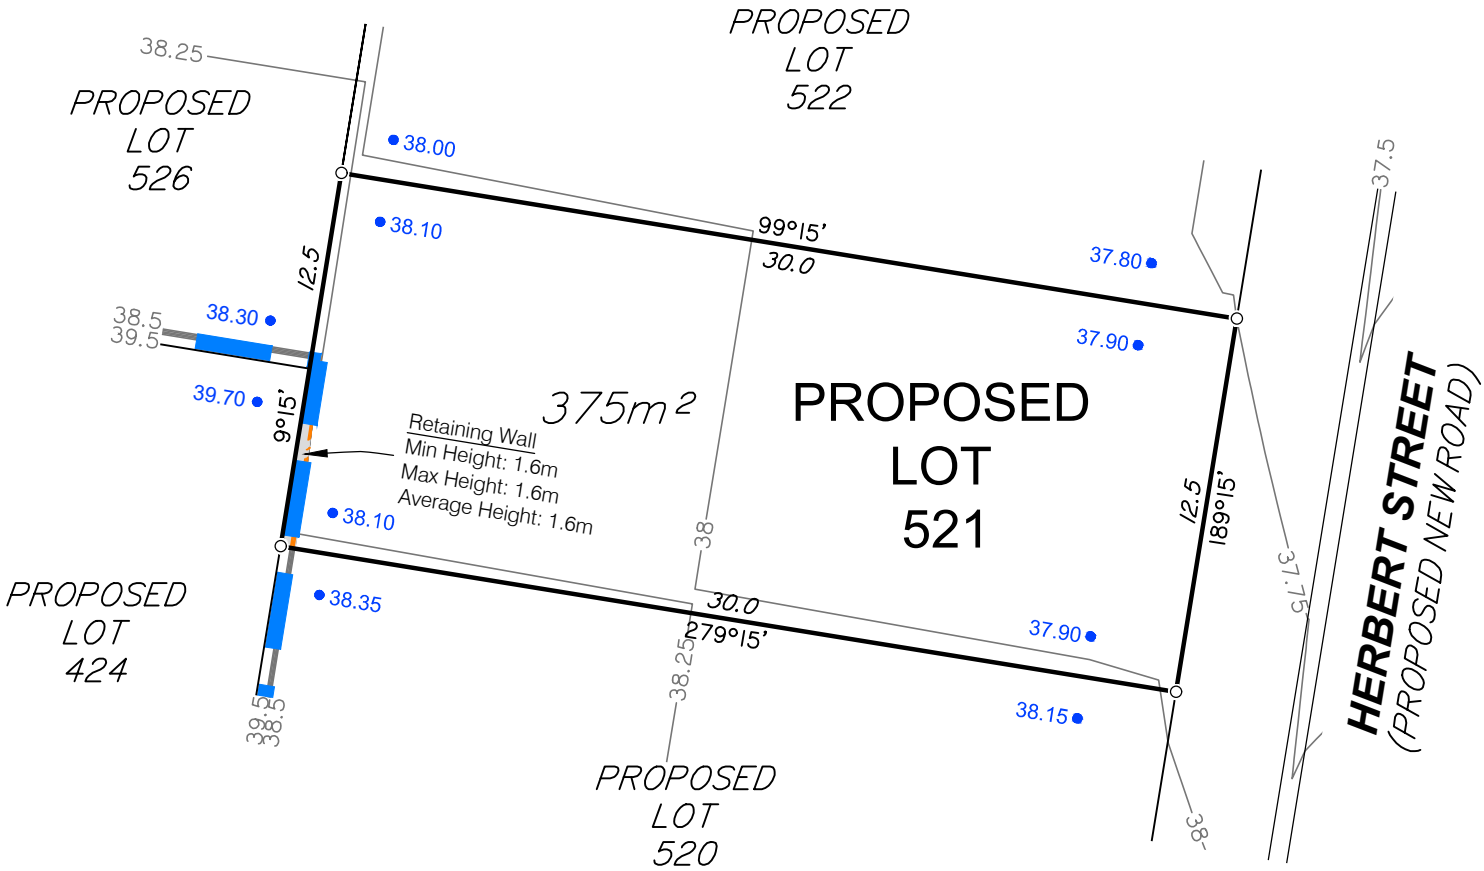 PROPOSED
LOT
522
38.25
PROPOSED
LOT
526
38.00
37.5
38.10
99°15'
30.0
37.80
12.5
38.30
38.5
39.5
37.90
39.70
9°15'
375m²
PROPOSED
LOT
521
Retaining Wall
Min Height: 1.6m
Max Height: 1.6m
Average Height: 1.6m
38.10
38
12.5
189°15'
HERBERT STREET
(PROPOSED NEW ROAD)
37.75
38.35
30.0
279°15'
37.90
PROPOSED
LOT
424
38.25
38.15
39.5
38.5
PROPOSED
LOT
520
38